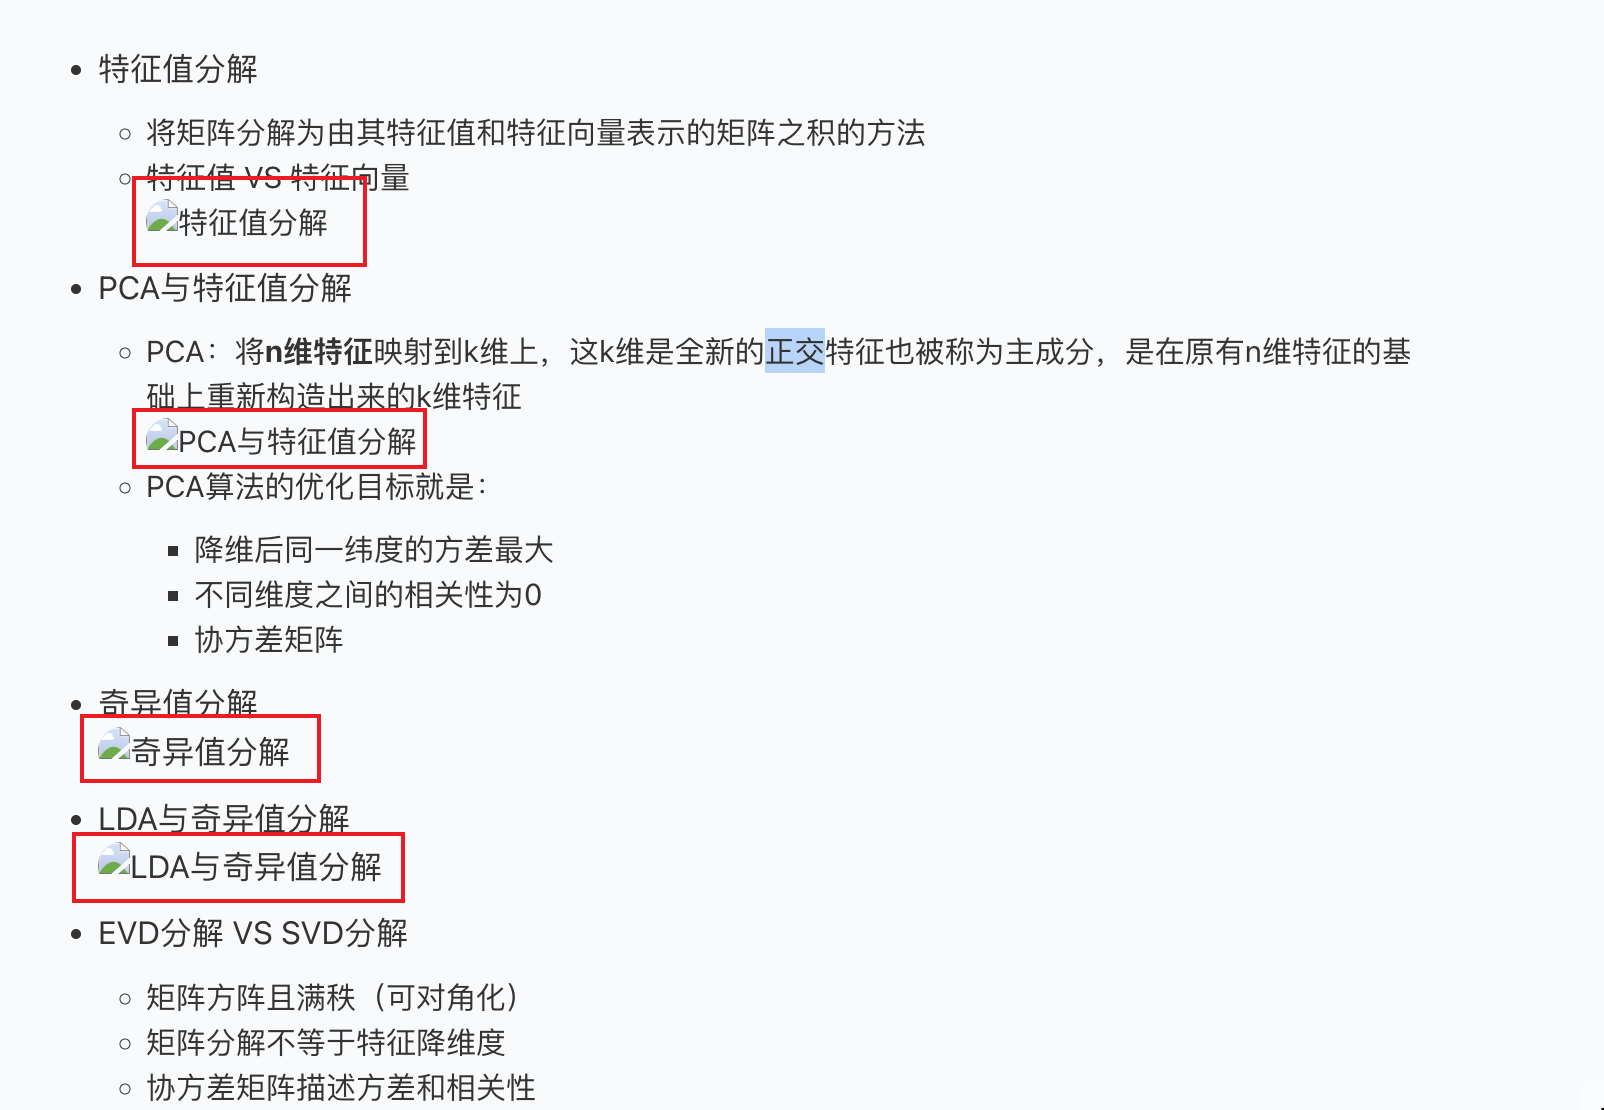 特征值分解
将矩阵分解为由其特征值和特征向量表示的矩阵之积的方法
特征值 VS 特征向量
特征值分解
PCA与特征值分解
PCA：将n维特征映射到k维上，这k维是全新的正交特征也被称为主成分，是在原有n维特征的基
础上重新构造出来的k维特征
PCA与特征值分解
PCA算法的优化目标就是：
降维后同一纬度的方差最大
不同维度之间的相关性为0
协方差矩阵
奇异值分解
奇异值分解
LDA与奇异值分解
LDA与奇异值分解
EVD分解 VS SVD分解
矩阵方阵且满秩（可对角化）
矩阵分解不等于特征降维度
协方差矩阵描述方差和相关性